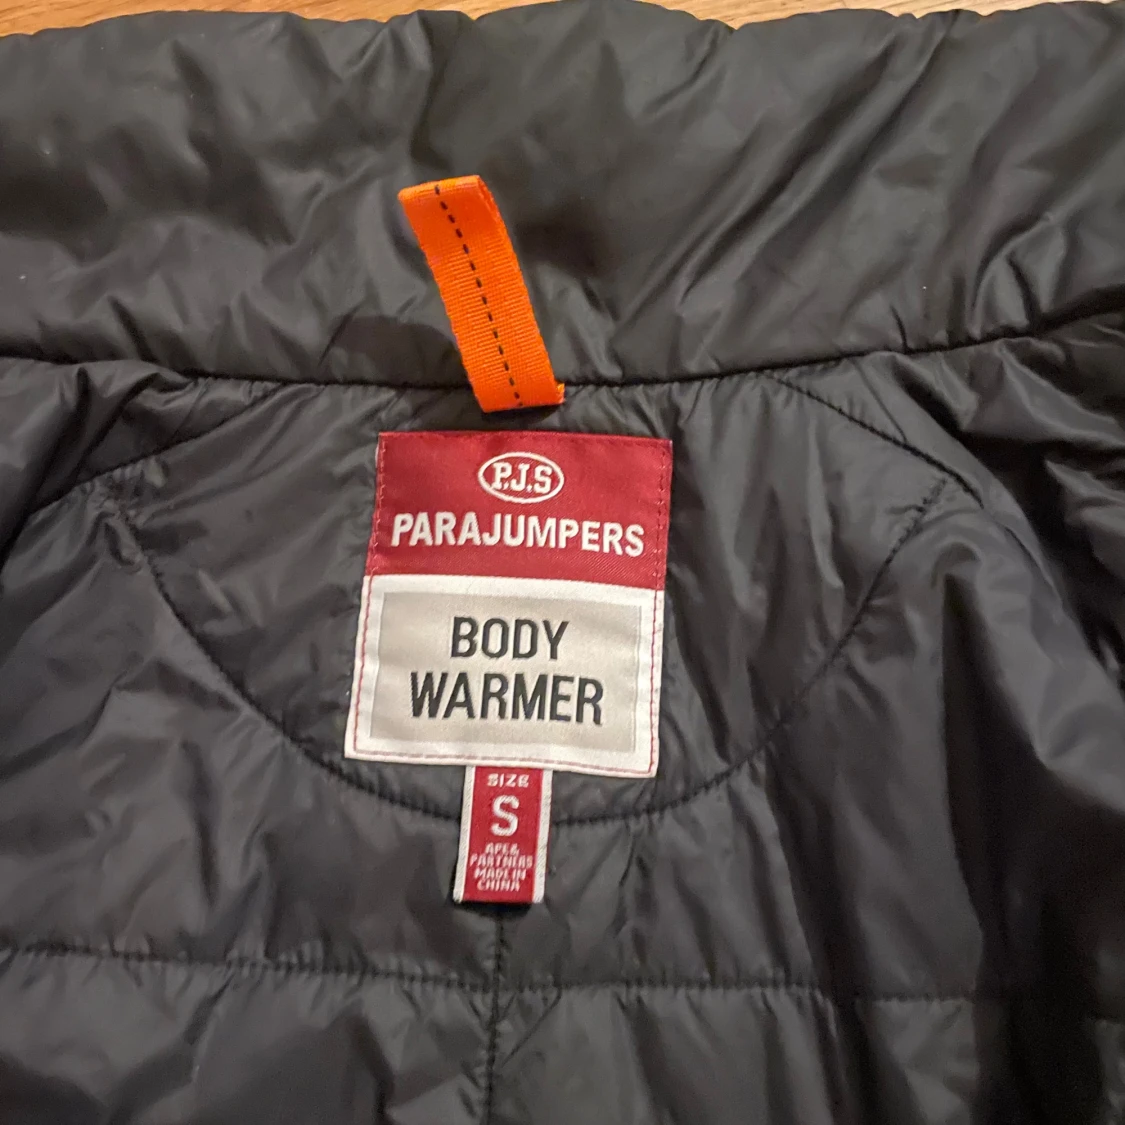 P.J.S
PARAJUMPERS
BODY
WARMER
SIZE
S
APE&
PARTNERS
MADE IN
CHINA